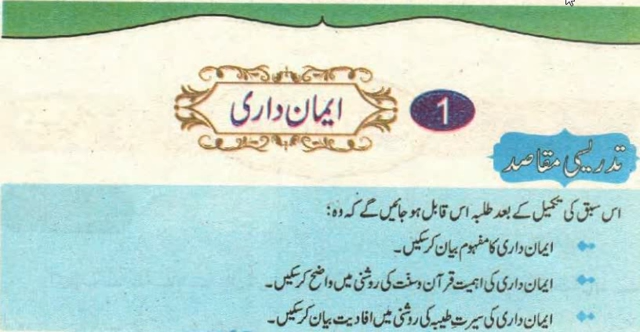 1
ایمان داری
تدریسی مقاصد
اس سبق کی تکمیل کے بعد طلبہ اس قابل ہو جائیں گے کہ وہ:
ایمان داری کا مفہوم بیان کر سکیں۔
ایمان داری کی اہمیت قرآن و سنت کی روشنی میں واضح کر سکیں۔
ایمان داری کی سیرتِ طیبہ کی روشنی میں افادیت بیان کر سکیں۔